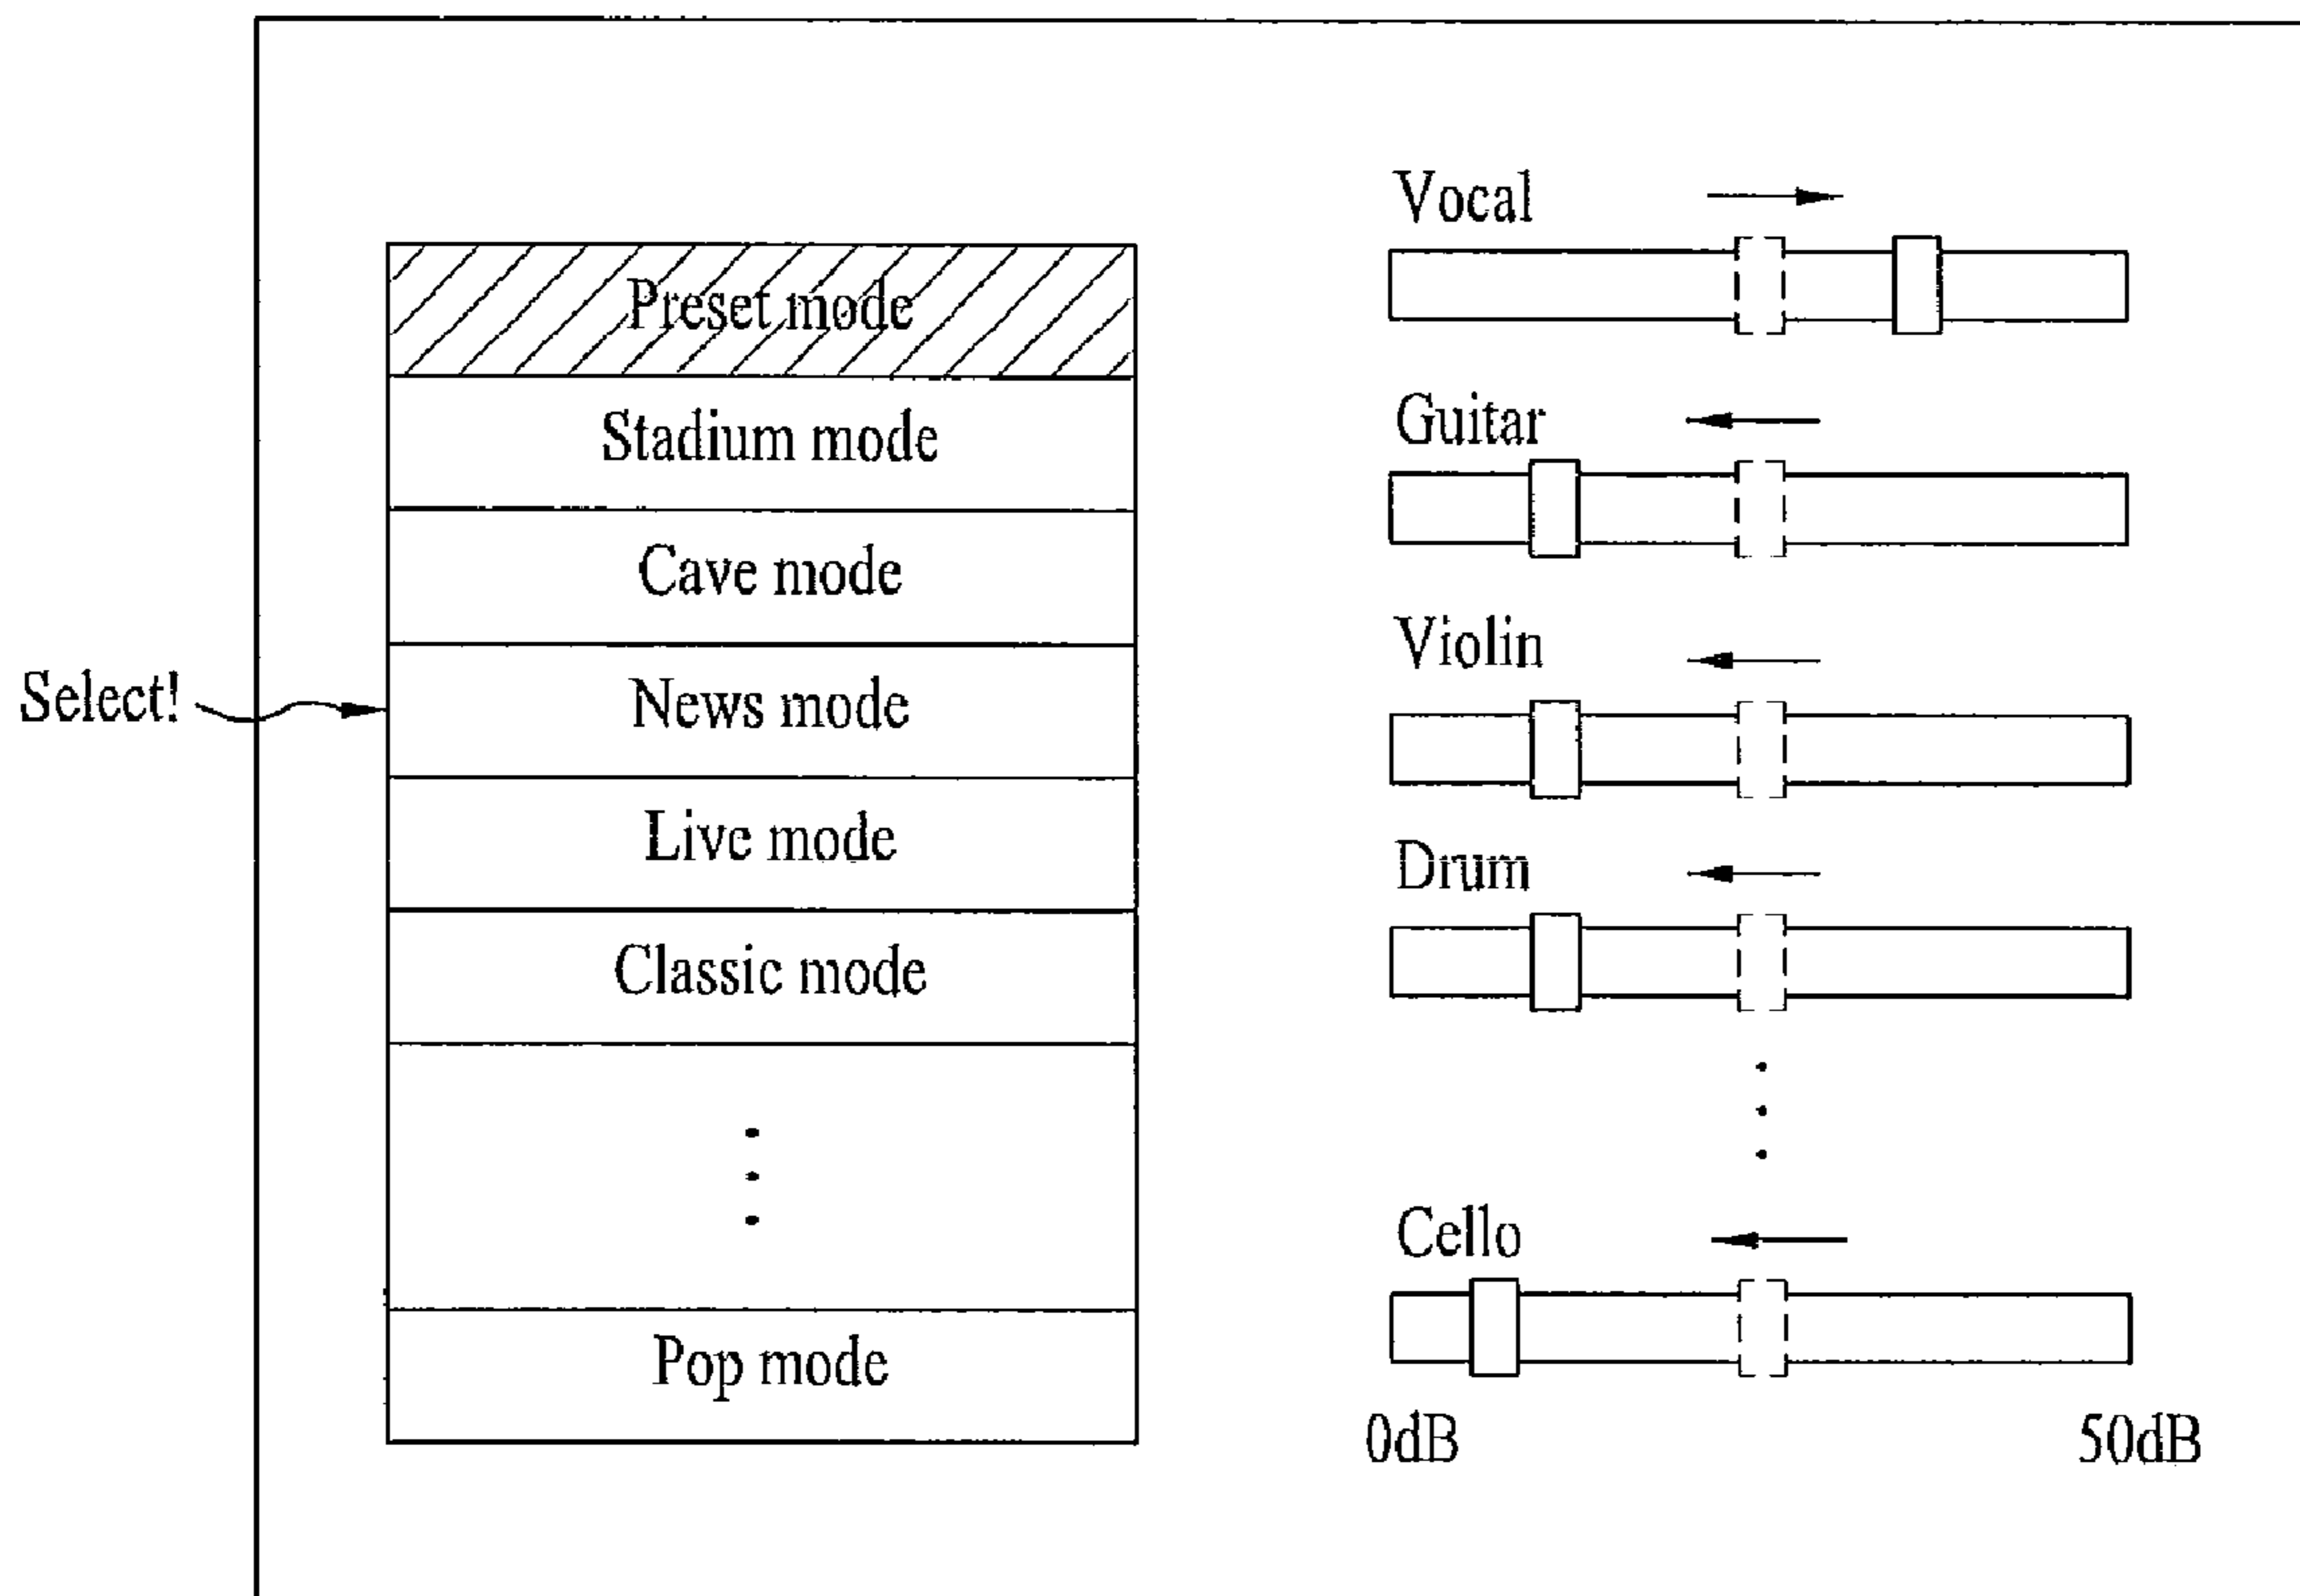 Select!
Preset mode
Stadium mode
Cave mode
News mode
Live mode
Classic mode
Pop mode
Vocal
Guitar
Violin
Drum
Cello
0dB 50dB